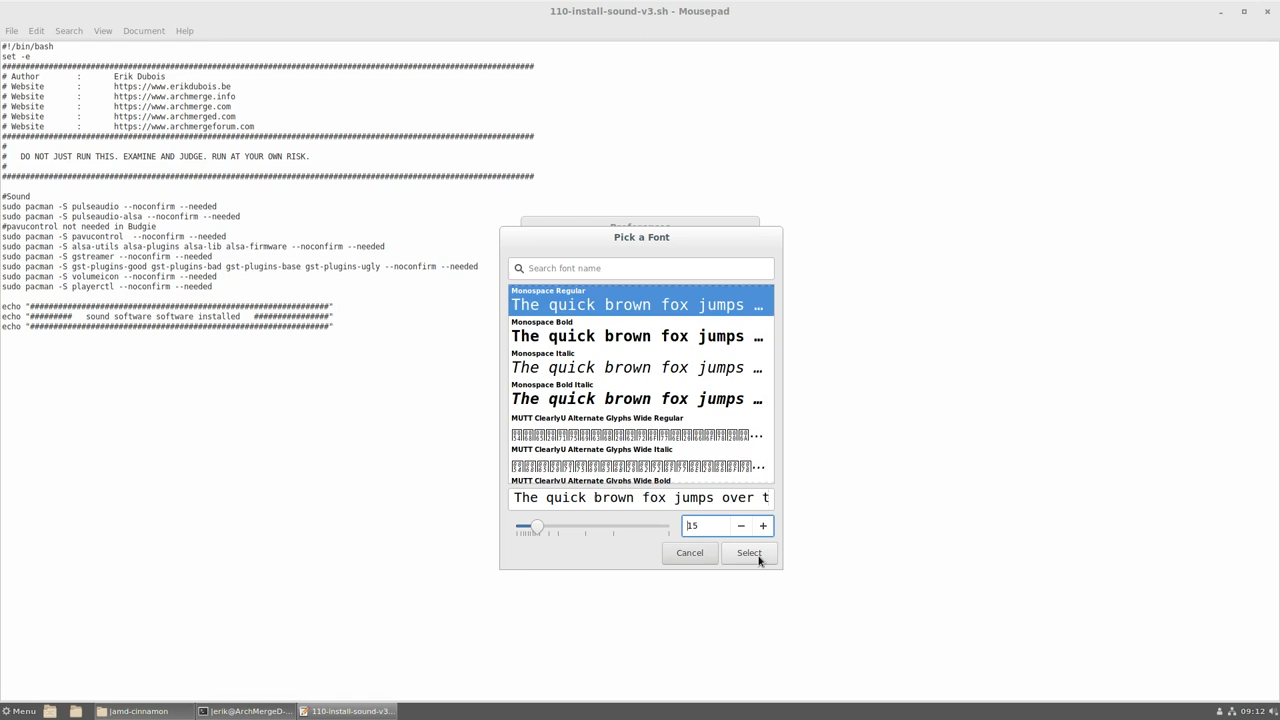 110-install-sound-v3.sh - Mousepad
File Edit Search View Document Help
#!/bin/bash
set -e
##################################################################################################################
# Author : Erik Dubois
# Website : https://www.erikdubois.be
# Website : https://www.archmerge.info
# Website : https://www.archmerge.com
# Website : https://www.archmerged.com
# Website : https://www.archmergeforum.com
##################################################################################################################
#
# DO NOT JUST RUN THIS. EXAMINE AND JUDGE. RUN AT YOUR OWN RISK.
#
##################################################################################################################
#Sound
sudo pacman -S pulseaudio --noconfirm --needed
sudo pacman -S pulseaudio-alsa --noconfirm --needed
#pavucontrol not needed in Budgie
sudo pacman -S pavucontrol --noconfirm --needed
sudo pacman -S alsa-utils alsa-plugins alsa-lib alsa-firmware --noconfirm --needed
sudo pacman -S gstreamer --noconfirm --needed
sudo pacman -S gst-plugins-good gst-plugins-bad gst-plugins-base gst-plugins-ugly --noconfirm --needed
sudo pacman -S volumeicon --noconfirm --needed
sudo pacman -S playerctl --noconfirm --needed
echo "################################################################"
echo "######### sound software software installed ################"
echo "################################################################"
Pick a Font
Search font name
Monospace Regular
The quick brown fox jumps …
Monospace Bold
The quick brown fox jumps …
Monospace Italic
The quick brown fox jumps …
Monospace Bold Italic
The quick brown fox jumps …
MUTT ClearlyU Alternate Glyphs Wide Regular
MUTT ClearlyU Alternate Glyphs Wide Italic
MUTT ClearlyU Alternate Glyphs Wide Bold
The quick brown fox jumps over t
15
Cancel Select
Menu
|amd-cinnamon
|erik@ArchMergeD-...
110-install-sound-v3...
09:12